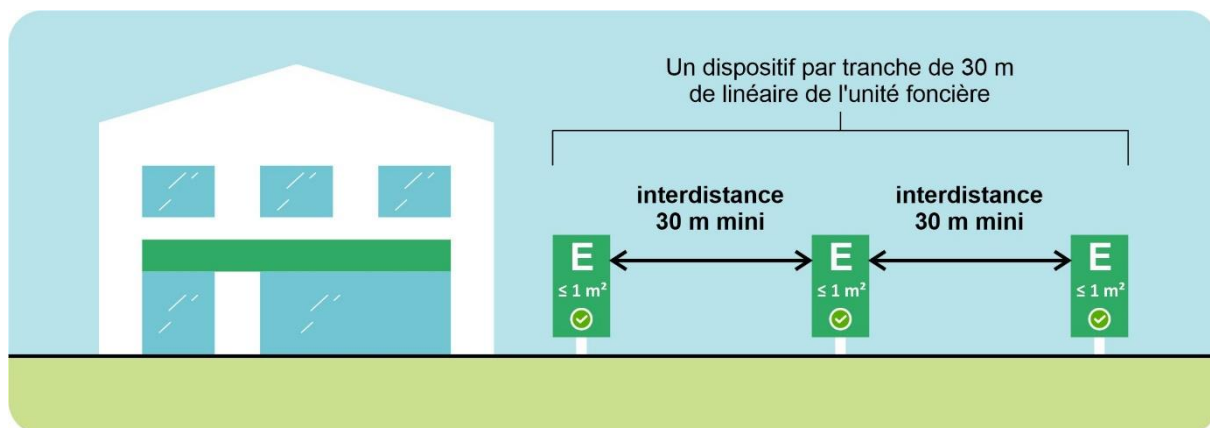 Un dispositif par tranche de 30 m
de linéaire de l'unité foncière
interdistance
30 m mini
interdistance
30 m mini
E
≤ 1 m²
E
≤ 1 m²
E
≤ 1 m²